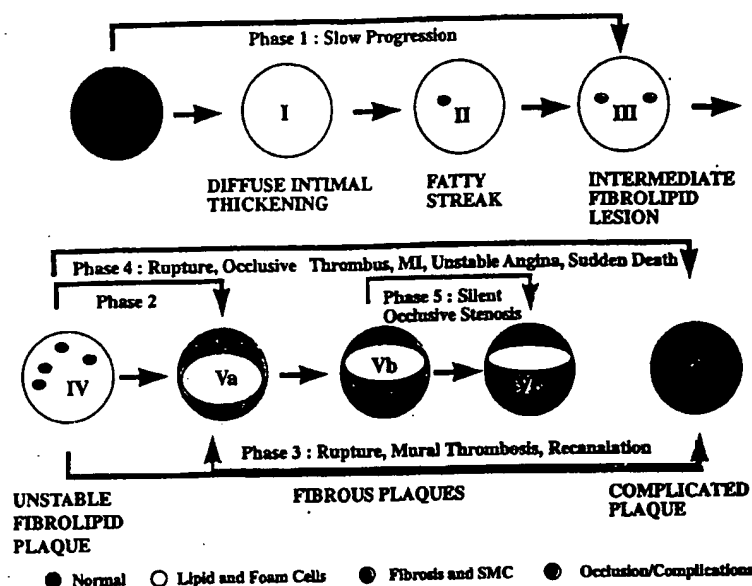 Phase 1 : Slow Progression
I
II
III
DIFFUSE INTIMAL
THICKENING
FATTY
STREAK
INTERMEDIATE
FIBROLIPID
LESION
Phase 4 : Rupture, Occlusive Thrombus, MI, Unstable Angina, Sudden Death
Phase 2
Phase 5 : Silent
Occlusive Stenosis
IV
Va
Vb
Phase 3 : Rupture, Mural Thrombosis, Recanalation
UNSTABLE
FIBROLIPID
PLAQUE
FIBROUS PLAQUES
COMPLICATED
PLAQUE
Normal
Lipid and Foam Cells
Fibrosis and SMC
Occlusion/Complications